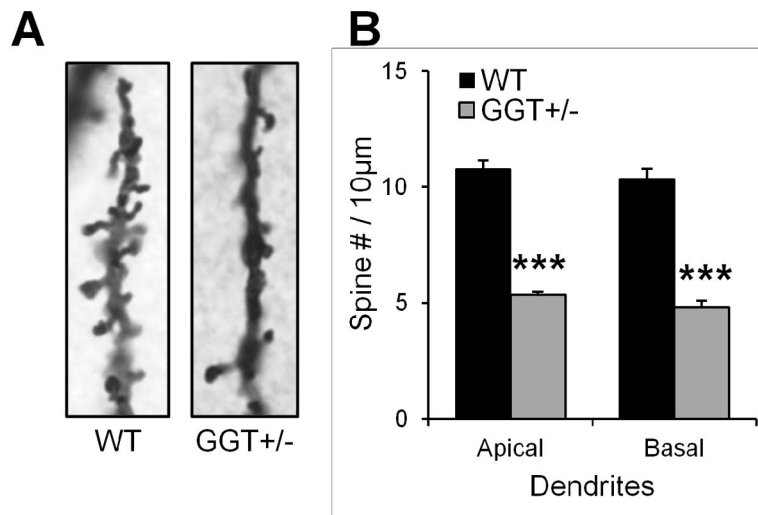 A
B
WT
GGT+/-
15
10
5
0
Spine # / 10µm
WT
GGT+/-
***
***
Apical
Basal
Dendrites